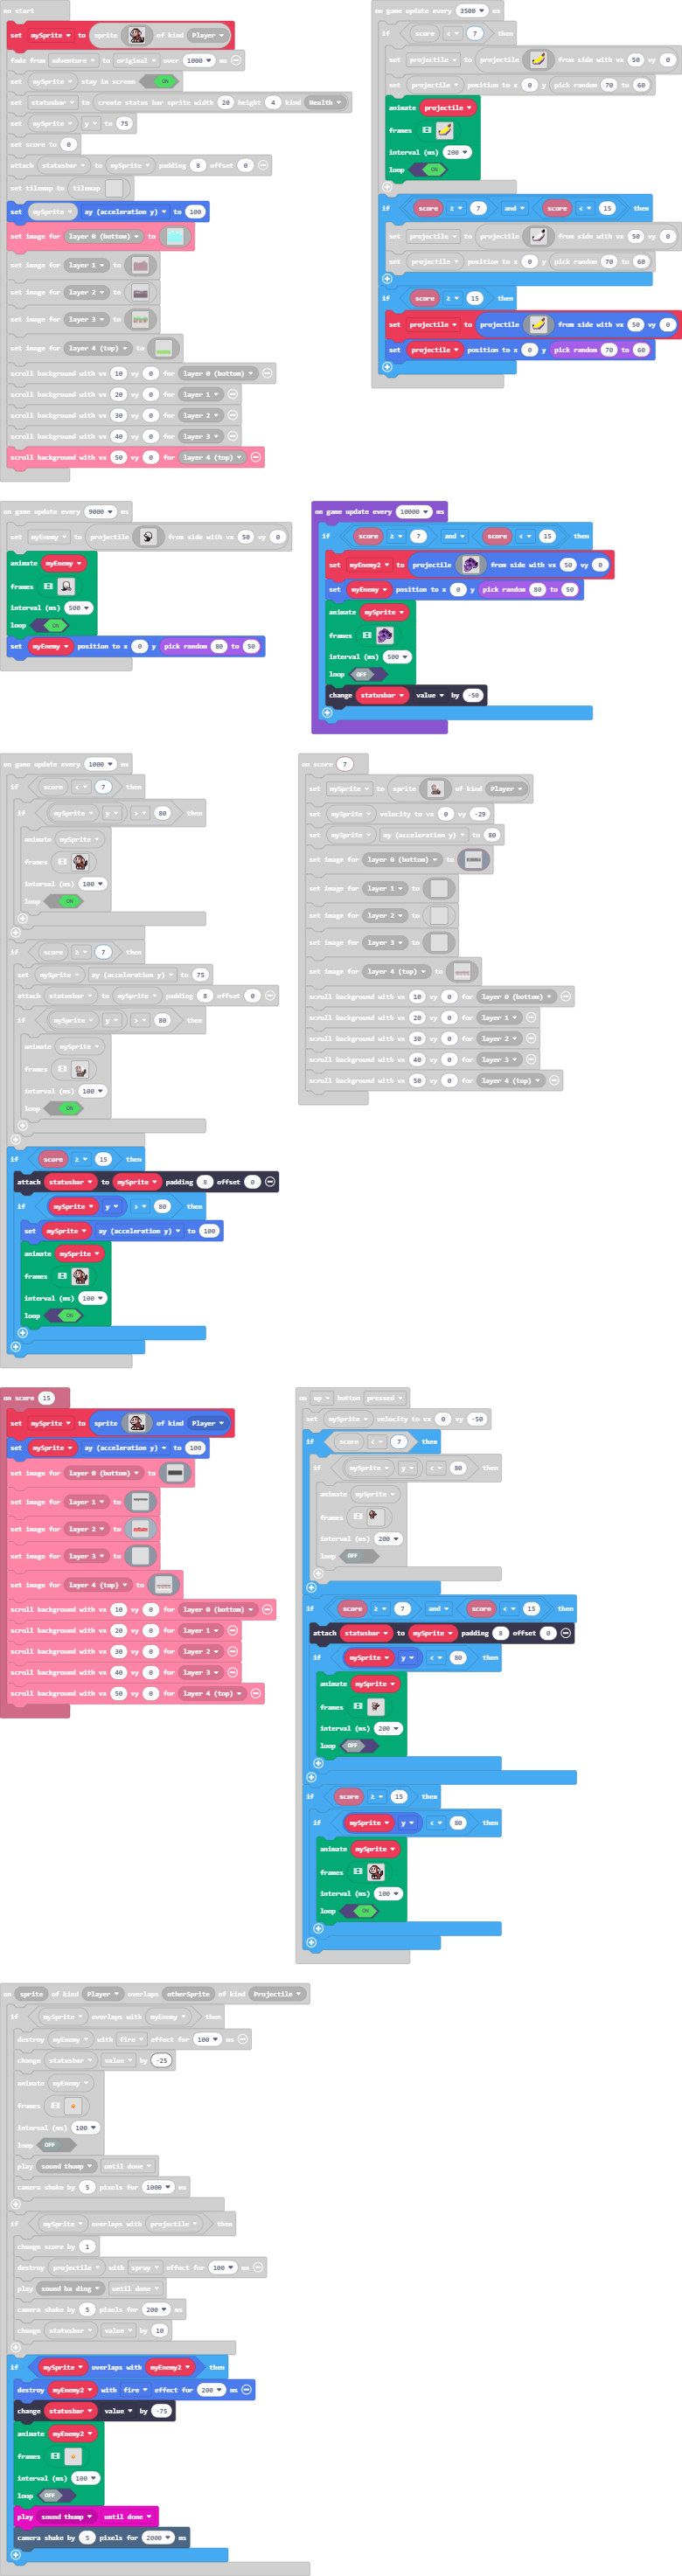 on start
set mySprite to sprite of kind Player
fade from adventure to original over 1000 ms
set mySprite stay in screen ON
set statusbar to create status bar sprite width 20 height 4 kind Health
set mySprite y to 75
set score to 0
attach statusbar to mySprite padding 8 offset 0
set tilemap to tilemap
set mySprite ay (acceleration y) to 100
set image for layer 0 (bottom) to
set image for layer 1 to
set image for layer 2 to
set image for layer 3 to
set image for layer 4 (top) to
scroll background with vx 10 vy 0 for layer 0 (bottom)
scroll background with vx 20 vy 0 for layer 1
scroll background with vx 30 vy 0 for layer 2
scroll background with vx 40 vy 0 for layer 3
scroll background with vx 50 vy 0 for layer 4 (top)
on game update every 3500 ms
if score < 7 then
set projectile to projectile from side with vx 50 vy 0
set projectile position to x 0 y pick random 70 to 60
animate projectile
frames
interval (ms) 200
loop ON
if score ≥ 7 and score < 15 then
set projectile to projectile from side with vx 50 vy 0
set projectile position to x 0 y pick random 70 to 60
if score ≥ 15 then
set projectile to projectile from side with vx 50 vy 0
set projectile position to x 0 y pick random 70 to 60
on game update every 9000 ms
set myEnemy to projectile from side with vx 50 vy 0
animate myEnemy
frames
interval (ms) 500
loop ON
set myEnemy position to x 0 y pick random 80 to 50
on game update every 10000 ms
if score ≥ 7 and score < 15 then
set myEnemy2 to projectile from side with vx 50 vy 0
set myEnemy position to x 0 y pick random 80 to 50
animate mySprite
frames
interval (ms) 500
loop OFF
change statusbar value by -50
on game update every 1000 ms
if score < 7 then
if mySprite y > 80 then
animate mySprite
frames
interval (ms) 100
loop ON
if score ≥ 7 then
set mySprite ay (acceleration y) to 75
attach statusbar to mySprite padding 8 offset 0
if mySprite y > 80 then
animate mySprite
frames
interval (ms) 100
loop ON
if score ≥ 15 then
attach statusbar to mySprite padding 8 offset 0
if mySprite y > 80 then
set mySprite ay (acceleration y) to 100
animate mySprite
frames
interval (ms) 100
loop ON
on score 7
set mySprite to sprite of kind Player
set mySprite velocity to vx 0 vy -29
set mySprite ay (acceleration y) to 80
set image for layer 0 (bottom) to
set image for layer 1 to
set image for layer 2 to
set image for layer 3 to
set image for layer 4 (top) to
scroll background with vx 10 vy 0 for layer 0 (bottom)
scroll background with vx 20 vy 0 for layer 1
scroll background with vx 30 vy 0 for layer 2
scroll background with vx 40 vy 0 for layer 3
scroll background with vx 50 vy 0 for layer 4 (top)
on score 15
set mySprite to sprite of kind Player
set mySprite ay (acceleration y) to 100
set image for layer 0 (bottom) to
set image for layer 1 to
set image for layer 2 to
set image for layer 3 to
set image for layer 4 (top) to
scroll background with vx 10 vy 0 for layer 0 (bottom)
scroll background with vx 20 vy 0 for layer 1
scroll background with vx 30 vy 0 for layer 2
scroll background with vx 40 vy 0 for layer 3
scroll background with vx 50 vy 0 for layer 4 (top)
on up button pressed
set mySprite velocity to vx 0 vy -50
if score < 7 then
if mySprite y < 80 then
animate mySprite
frames
interval (ms) 200
loop OFF
if score ≥ 7 and score < 15 then
attach statusbar to mySprite padding 8 offset 0
if mySprite y < 80 then
animate mySprite
frames
interval (ms) 200
loop OFF
if score ≥ 15 then
if mySprite y < 80 then
animate mySprite
frames
interval (ms) 100
loop ON
on sprite of kind Player overlaps otherSprite of kind Projectile
if mySprite overlaps with myEnemy then
destroy myEnemy with fire effect for 100 ms
change statusbar value by -25
animate myEnemy
frames
interval (ms) 100
loop OFF
play sound thump until done
camera shake by 5 pixels for 1000 ms
if mySprite overlaps with projectile then
change score by 1
destroy projectile with spray effect for 100 ms
play sound ba ding until done
camera shake by 5 pixels for 200 ms
change statusbar value by 10
if mySprite overlaps with myEnemy2 then
destroy myEnemy2 with fire effect for 200 ms
change statusbar value by -75
animate myEnemy2
frames
interval (ms) 100
loop OFF
play sound thump until done
camera shake by 5 pixels for 2000 ms